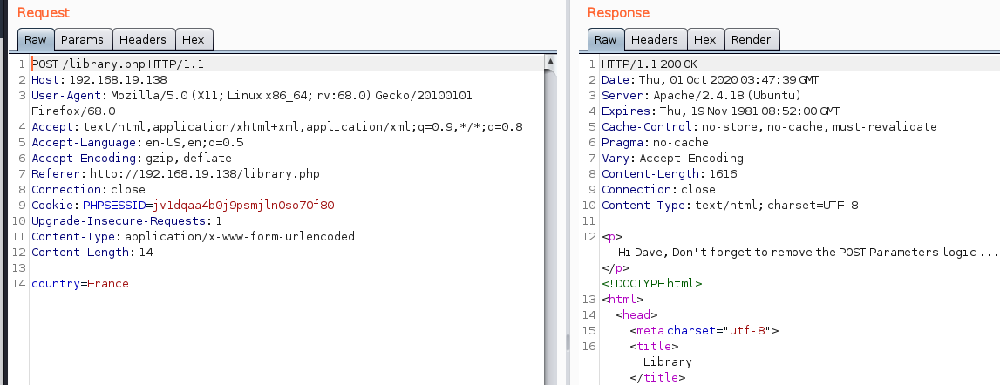 Request
Raw Params Headers Hex
1 POST /library.php HTTP/1.1
2 Host: 192.168.19.138
3 User-Agent: Mozilla/5.0 (X11; Linux x86_64; rv:68.0) Gecko/20100101
Firefox/68.0
4 Accept: text/html,application/xhtml+xml,application/xml;q=0.9,*/*;q=0.8
5 Accept-Language: en-US,en;q=0.5
6 Accept-Encoding: gzip, deflate
7 Referer: http://192.168.19.138/library.php
8 Connection: close
9 Cookie: PHPSESSID=jv1dqaa4b0j9psmjln0so70f80
10 Upgrade-Insecure-Requests: 1
11 Content-Type: application/x-www-form-urlencoded
12 Content-Length: 14
13
14 country=France
Response
Raw Headers Hex Render
1 HTTP/1.1 200 OK
2 Date: Thu, 01 Oct 2020 03:47:39 GMT
3 Server: Apache/2.4.18 (Ubuntu)
4 Expires: Thu, 19 Nov 1981 08:52:00 GMT
5 Cache-Control: no-store, no-cache, must-revalidate
6 Pragma: no-cache
7 Vary: Accept-Encoding
8 Content-Length: 1616
9 Connection: close
10 Content-Type: text/html; charset=UTF-8
11
12 <p>
Hi Dave, Don't forget to remove the POST Parameters logic ...
</p>
<!DOCTYPE html>
13 <html>
14 <head>
15 <meta charset="utf-8">
16 <title>
Library
</title>